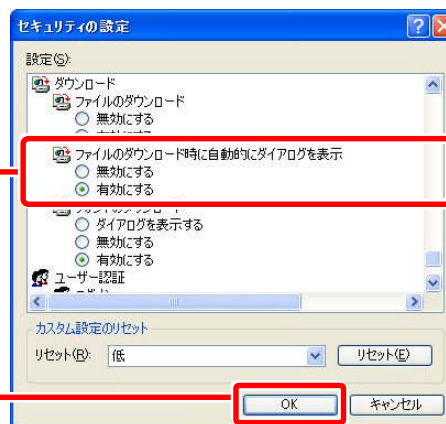 セキュリティの設定
設定(S):
ダウンロード
ファイルのダウンロード
無効にする
ファイルのダウンロード時に自動的にダイアログを表示
無効にする
有効にする
ダイアログを表示する
無効にする
有効にする
ユーザー認証
カスタム設定のリセット
リセット(R): 低 リセット(E)
OK キャンセル